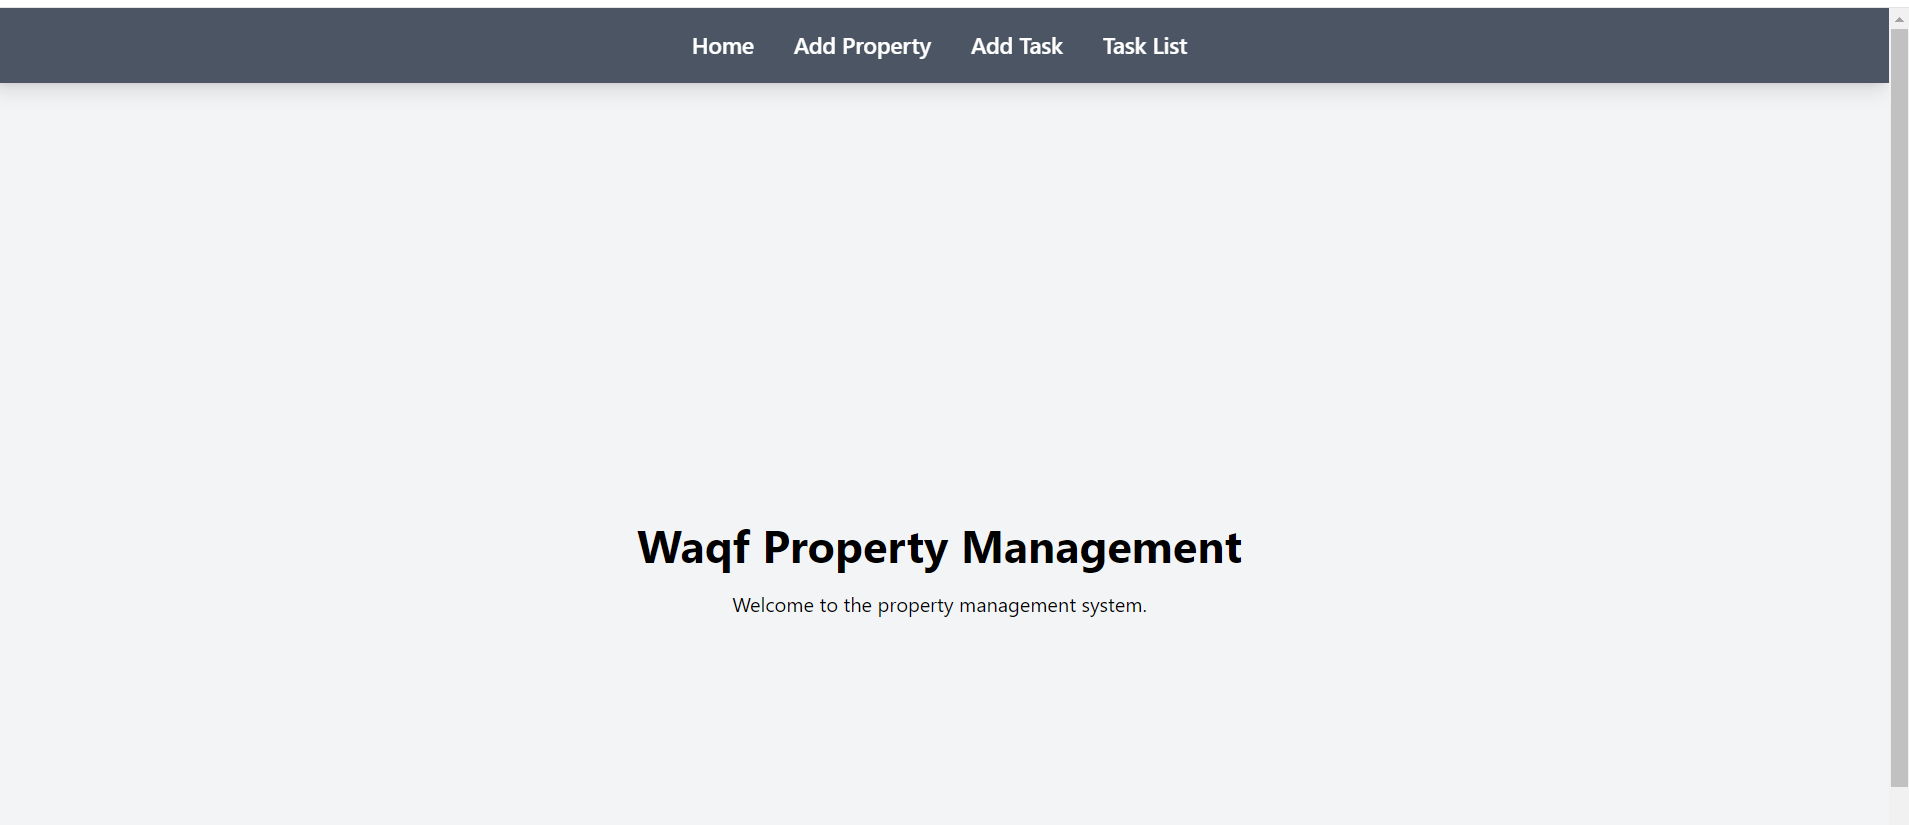 Home Add Property Add Task Task List
Waqf Property Management
Welcome to the property management system.